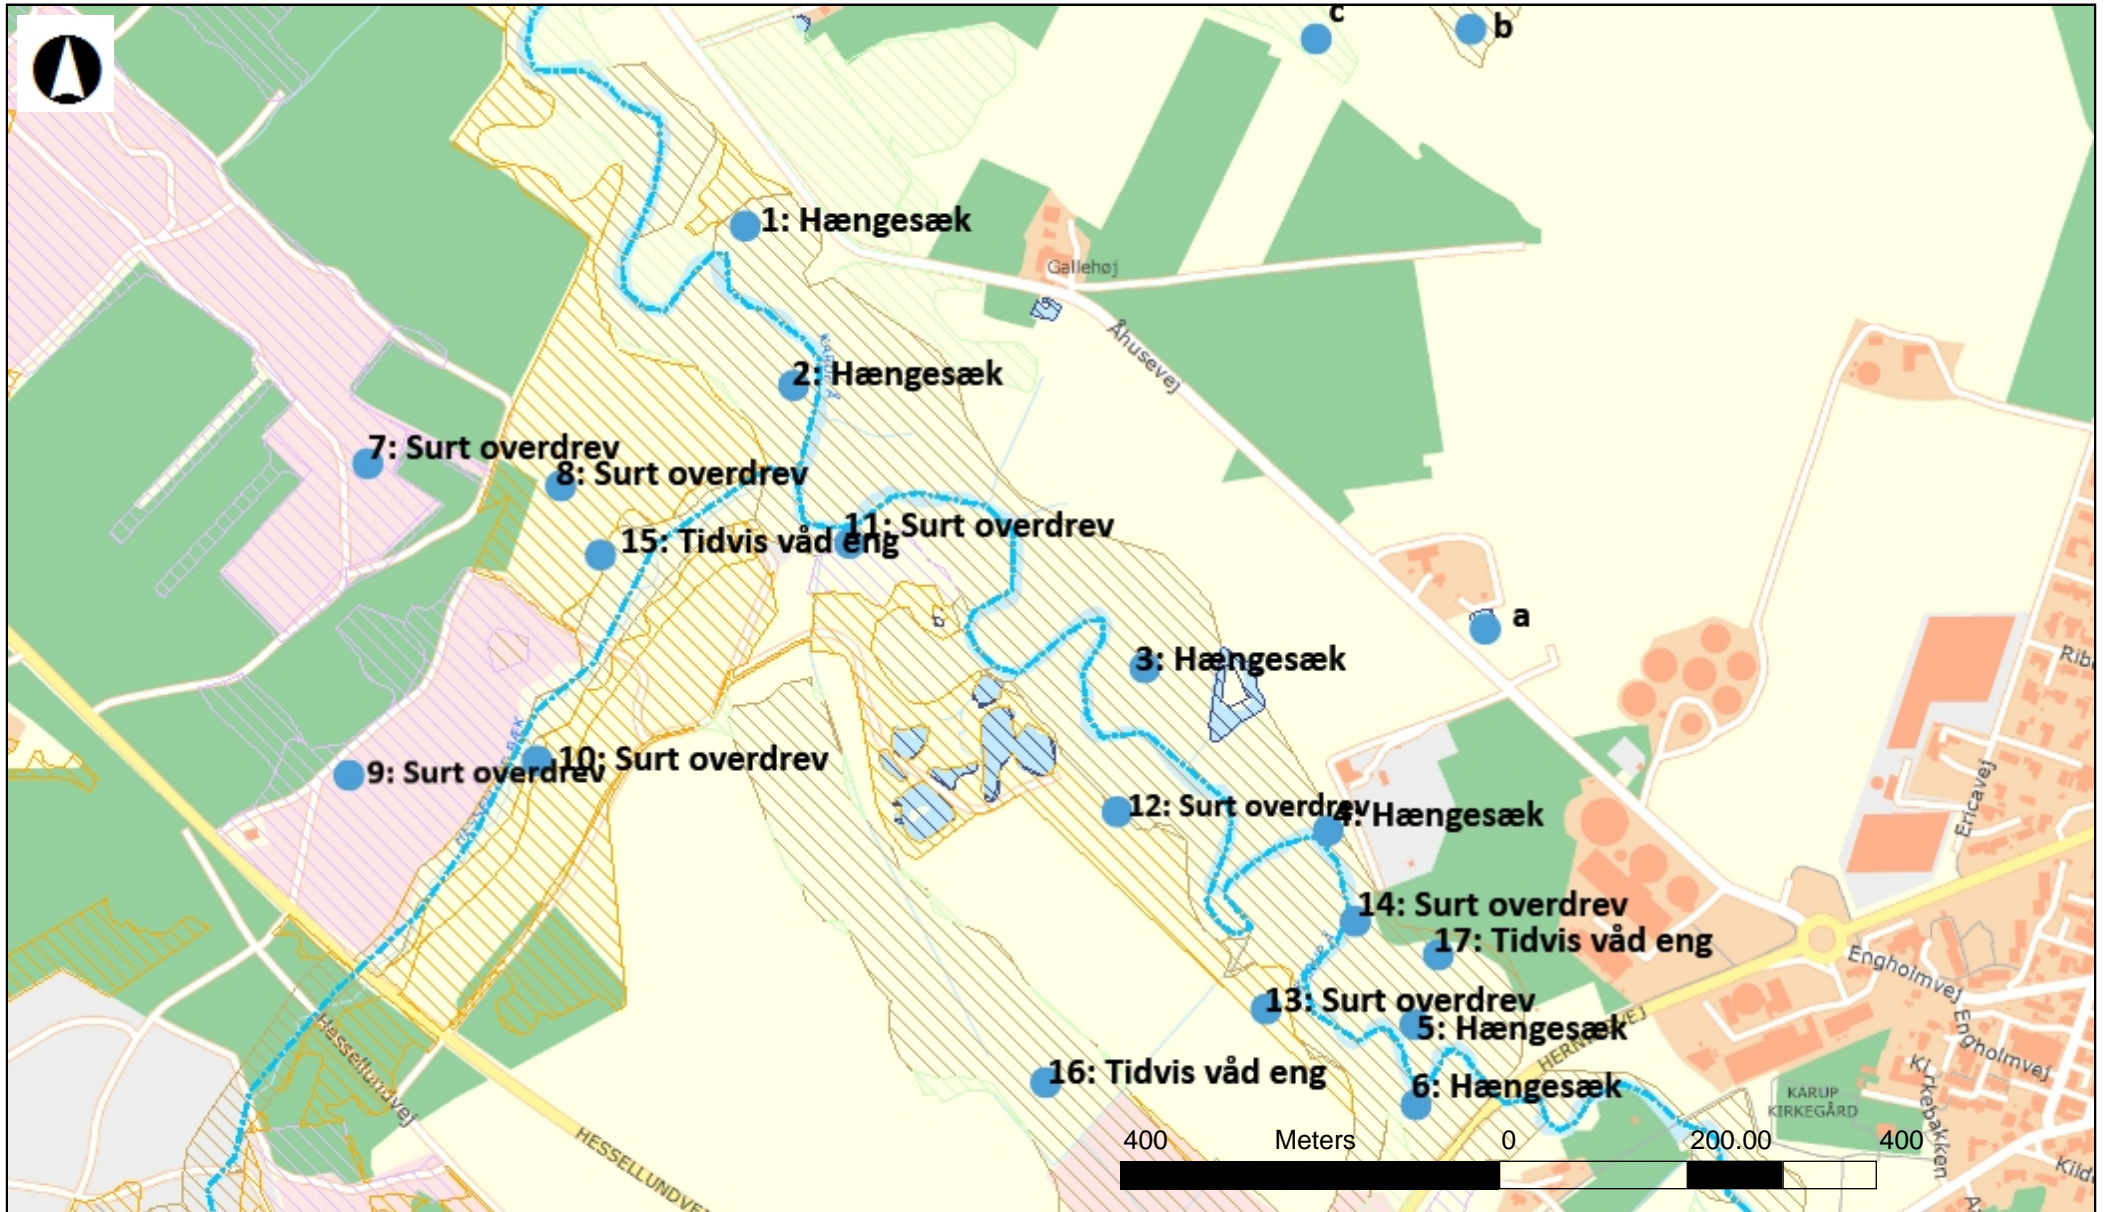 c
b
1: Hængesæk
Gallehøj
Åhusevej
KARUP Å
2: Hængesæk
7: Surt overdrev
8: Surt overdrev
11: Surt overdrev
15: Tidvis våd eng
a
3: Hængesæk
10: Surt overdrev
9: Surt overdrev
12: Surt overdrev
4: Hængesæk
Ericavej
14: Surt overdrev
17: Tidvis våd eng
Engholmvej
13: Surt overdrev
5: Hængesæk
Engholmvej
Hessellundvej
16: Tidvis våd eng
6: Hængesæk
KARUP
KIRKEGÅRD
Kirkebakken
HESSELLUNDVEJ
400 Meters 0 200.00 400